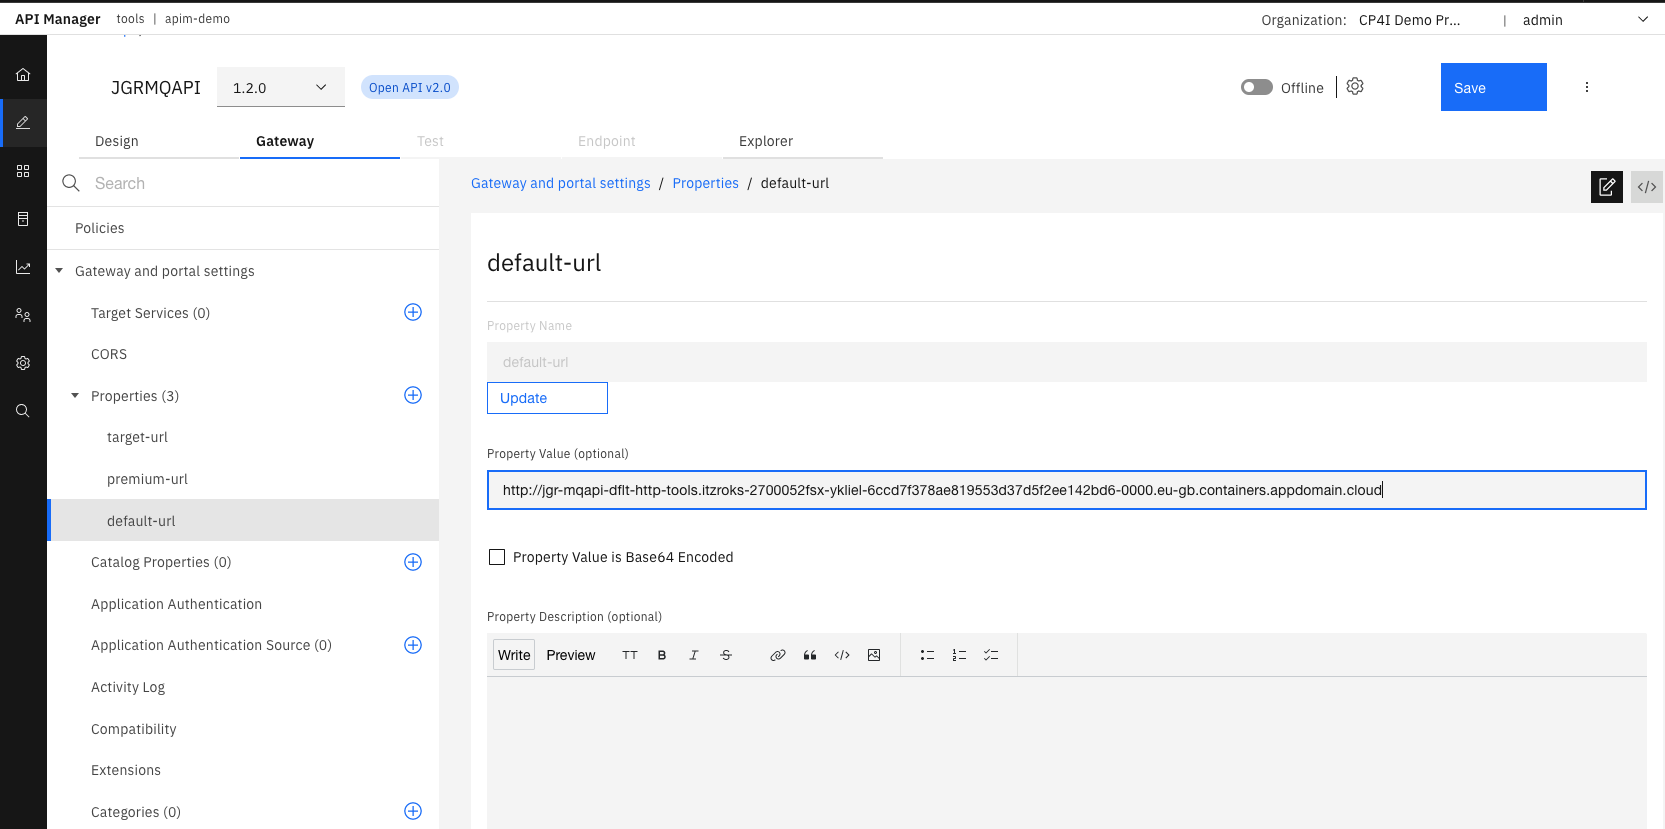 API Manager tools | apim-demo Organization: CP4I Demo Pr... | admin
JGRMQAPI 1.2.0 Open API v2.0 Offline Save
Design Gateway Test Endpoint Explorer
Search
Gateway and portal settings / Properties / default-url
Policies
Gateway and portal settings
Target Services (0)
CORS
Properties (3)
target-url
premium-url
default-url
Catalog Properties (0)
Application Authentication
Application Authentication Source (0)
Activity Log
Compatibility
Extensions
Categories (0)
default-url
Property Name
default-url
Update
Property Value (optional)
http://jgr-mqapi-dflt-http-tools.itzroks-2700052fsx-ykliel-6ccd7f378ae819553d37d5f2ee142bd6-0000.eu-gb.containers.appdomain.cloud
Property Value is Base64 Encoded
Property Description (optional)
Write Preview TT B I S